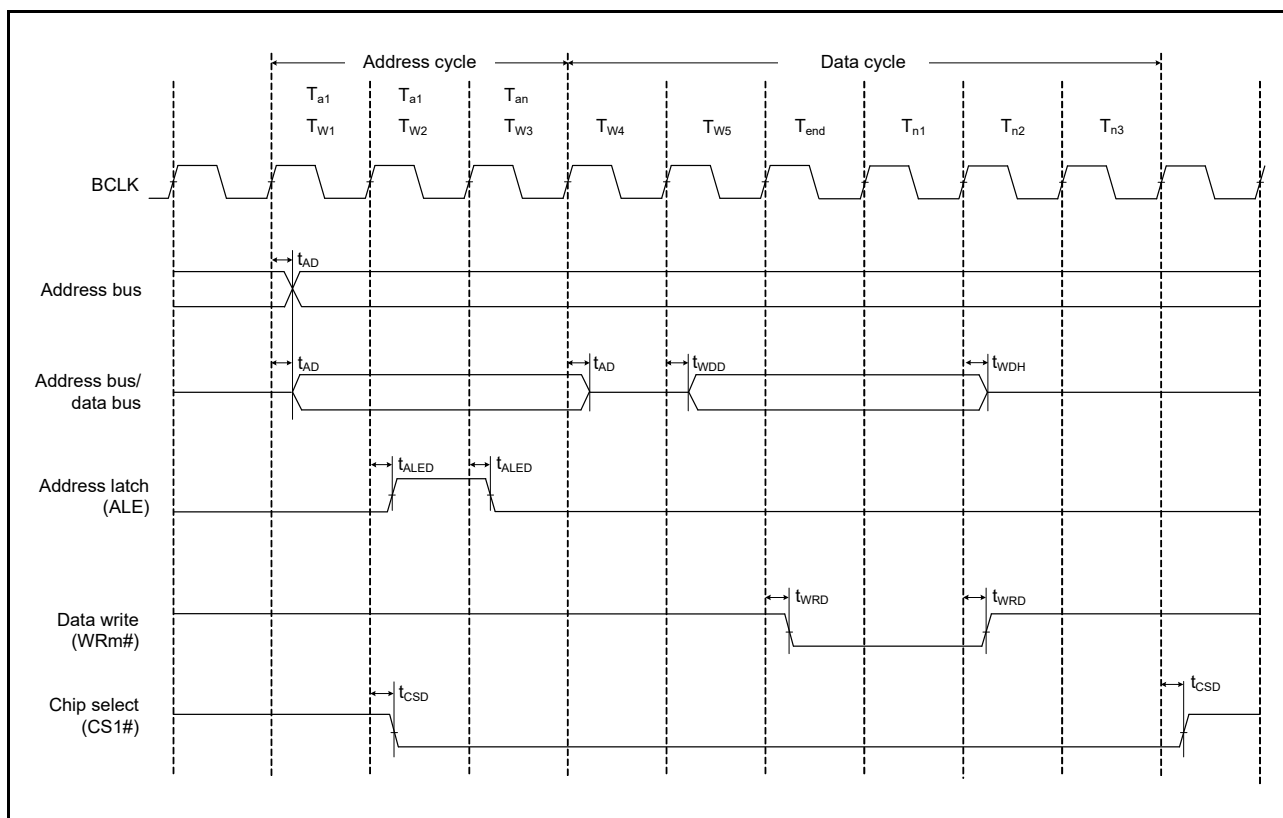 Address cycle Data cycle
Ta1 Ta1 Tan
TW1 TW2 TW3 TW4 TW5 Tend Tn1 Tn2 Tn3
BCLK
tAD
Address bus
tAD tAD tWDD tWDH
Address bus/
data bus
tALED tALED
Address latch
(ALE)
tWRD tWRD
Data write
(WRm#)
tCSD tCSD
Chip select
(CS1#)